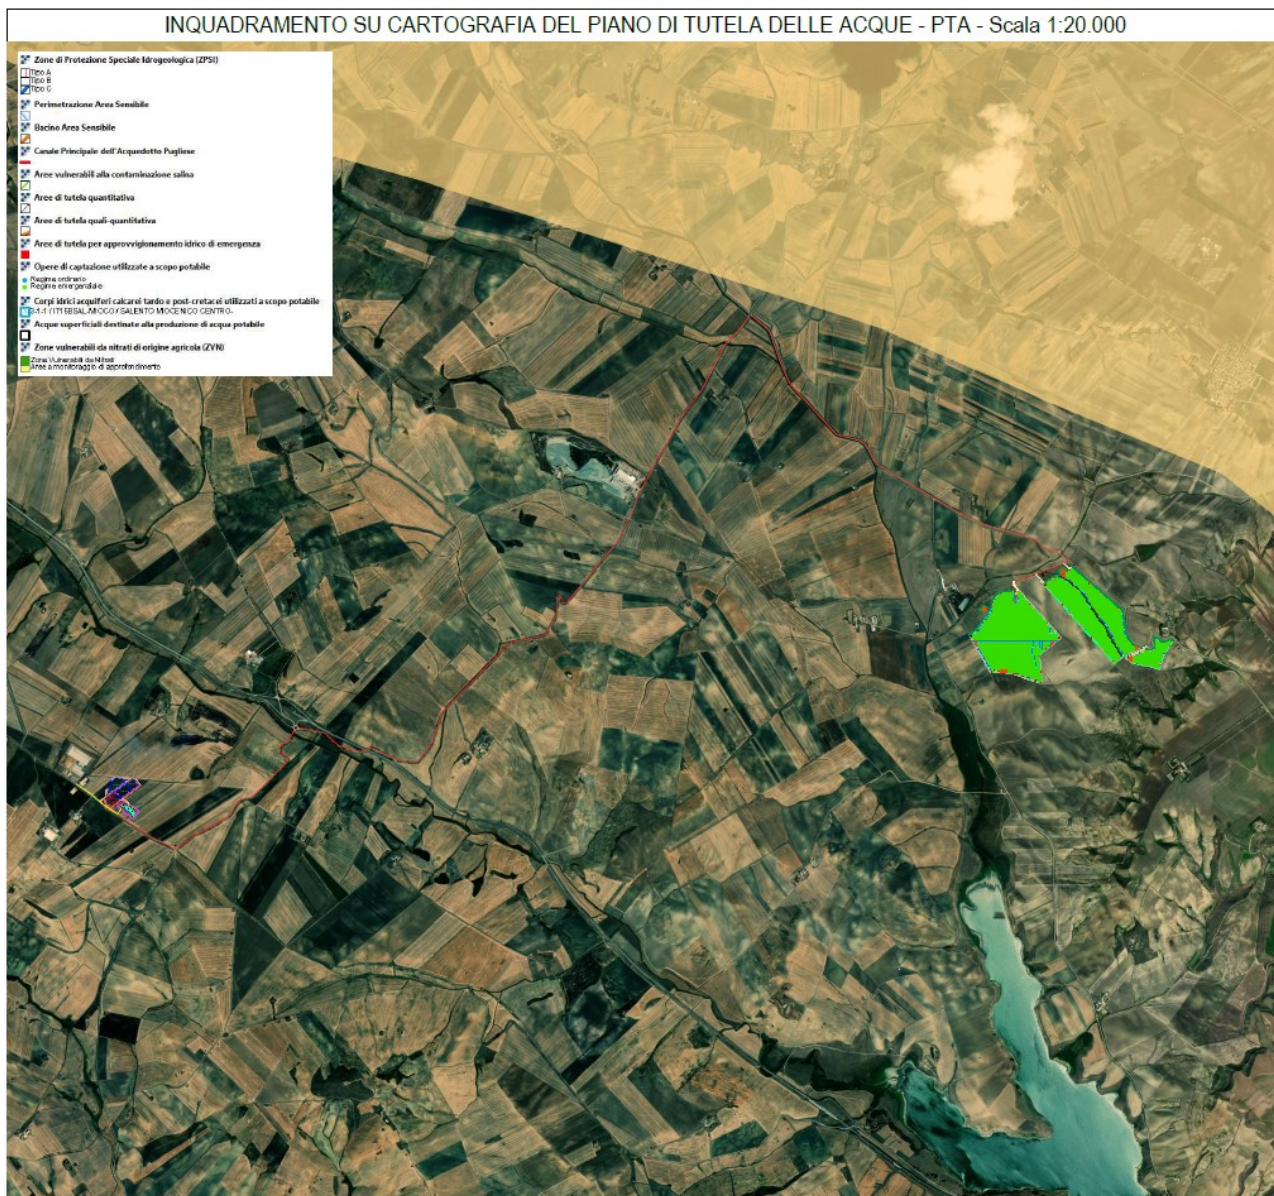 INQUADRAMENTO SU CARTOGRAFIA DEL PIANO DI TUTELA DELLE ACQUE - PTA - Scala 1:20.000
Zone di Protezione Speciale Idrogeologica (ZPSI)
Tipo A
Tipo B
Tipo C
Perimetrazione Area Sensibile
Bacino Area Sensibile
Canale Principale dell'Acquedotto Pugliese
Aree vulnerabili alla contaminazione salina
Aree di tutela quantitativa
Aree di tutela quali-quantitativa
Aree di tutela per approvvigionamento idrico di emergenza
Opere di captazione utilizzate a scopo potabile
Regime ordinario
Regime emergenziale
Corpi idrici acquiferi calcarei tardo e post-cretacei utilizzati a scopo potabile
SALENTO MIOCENICO CENTRO-
Acque superficiali destinate alla produzione di acqua potabile
Zone vulnerabili da nitrati di origine agricola (ZVN)
Zone Vulnerabili da Nitrati
Aree a monitoraggio di approfondimento